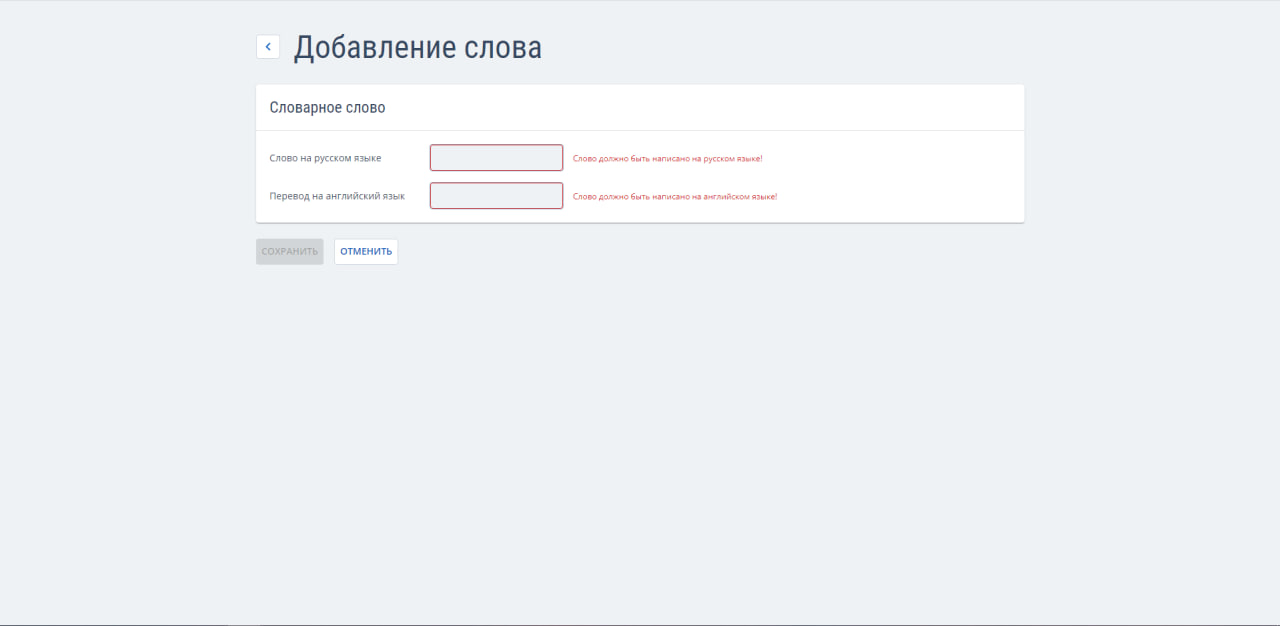 Добавление слова
Словарное слово
Слово на русском языке Слово должно быть написано на русском языке!
Перевод на английский язык Слово должно быть написано на английском языке!
СОХРАНИТЬ ОТМЕНИТЬ